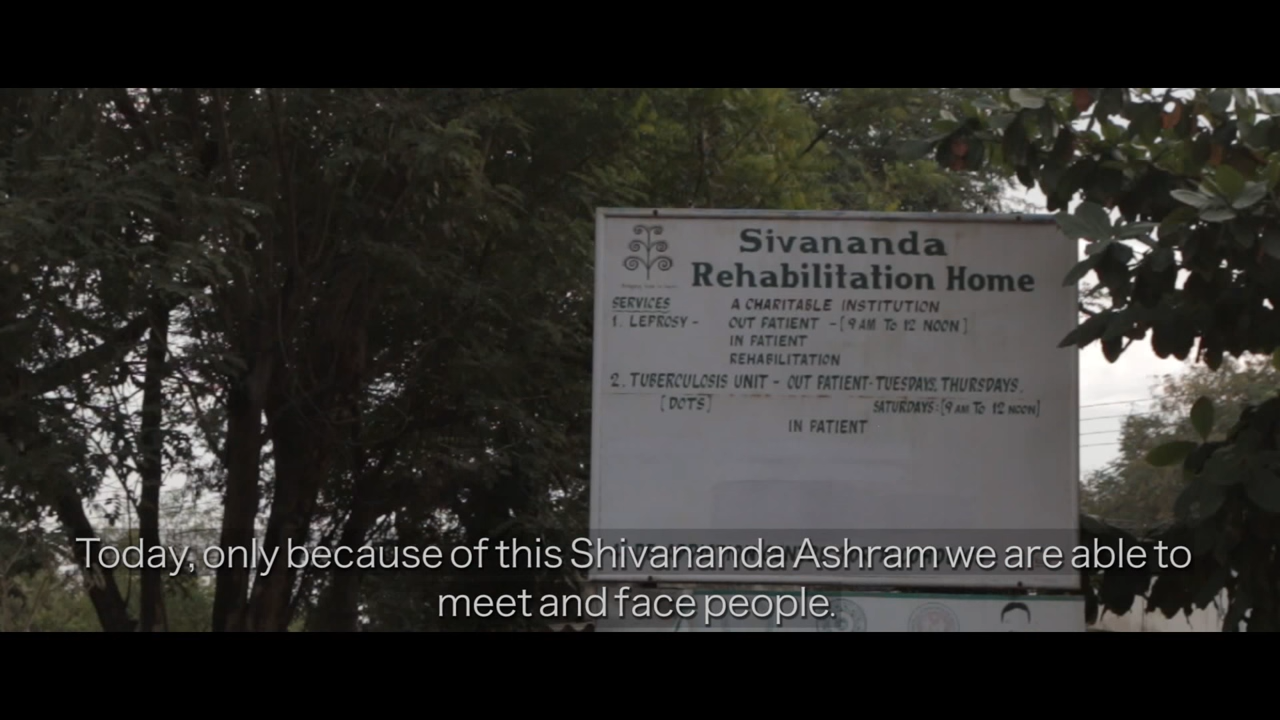 Sivananda
Rehabilitation Home
SERVICES
A CHARITABLE INSTITUTION
1. LEPROSY - OUT PATIENT - [9 AM To 12 NOON]
IN PATIENT
REHABILITATION
2. TUBERCULOSIS UNIT - OUT PATIENT- TUESDAYS, THURSDAYS,
[DOTS] SATURDAYS:[9 AM To 12 NOON]
IN PATIENT
Today, only because of this Shivananda Ashram we are able to
meet and face people.